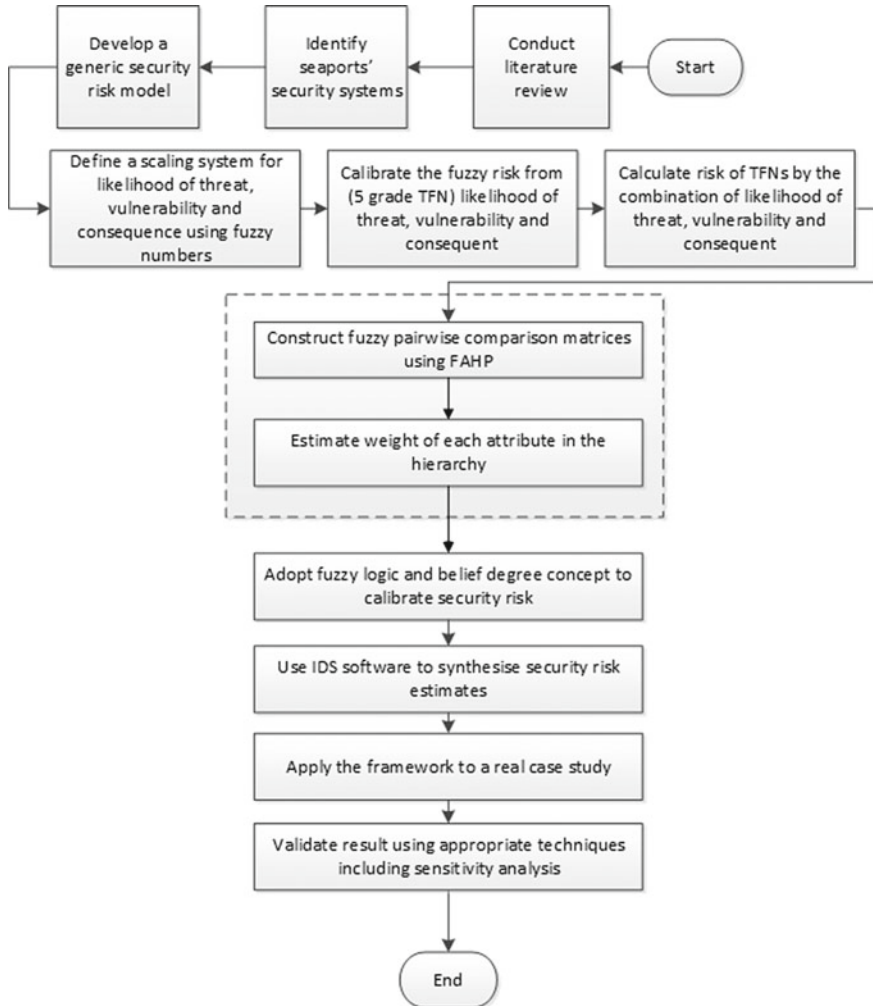 Start
Conduct
literature
review
Identify
seaports'
security systems
Develop a
generic security
risk model
Define a scaling system for
likelihood of threat,
vulnerability and
consequence using fuzzy
numbers
Calibrate the fuzzy risk from
(5 grade TFN) likelihood of
threat, vulnerability and
consequent
Calculate risk of TFNs by the
combination of likelihood of
threat, vulnerability and
consequent
Construct fuzzy pairwise comparison matrices
using FAHP
Estimate weight of each attribute in the
hierarchy
Adopt fuzzy logic and belief degree concept to
calibrate security risk
Use IDS software to synthesise security risk
estimates
Apply the framework to a real case study
Validate result using appropriate techniques
including sensitivity analysis
End